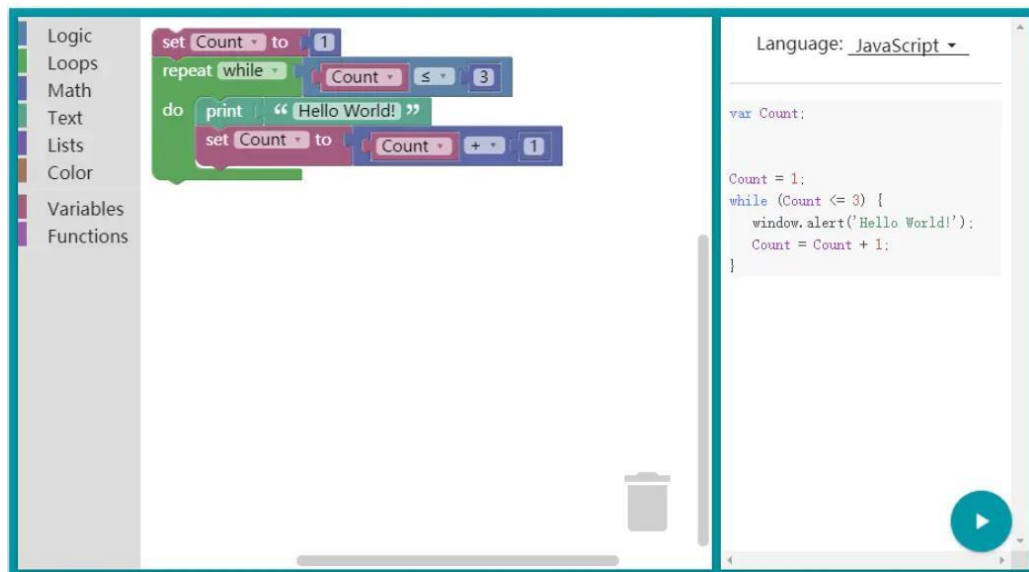 Logic
Loops
Math
Text
Lists
Color
Variables
Functions
set Count to 1
repeat while Count ≤ 3
do print “ Hello World! ”
set Count to Count + 1
Language: JavaScript
var Count;
Count = 1;
while (Count <= 3) {
window.alert('Hello World!');
Count = Count + 1;
}